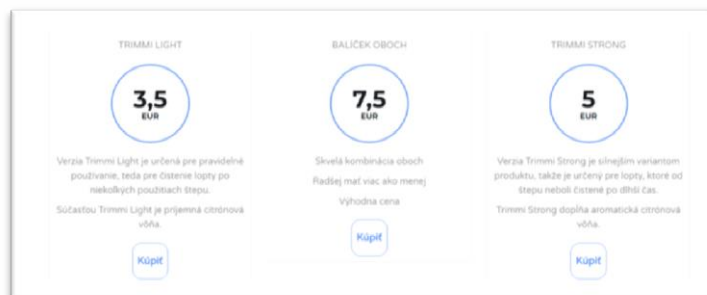 TRIMMI LIGHT
3,5
EUR
Verzia Trimmi Light je určená pre pravidelné
používanie, teda pre čistenie lopty po
niekoľkých použitiach štepu.
Súčasťou Trimmi Light je príjemná citrónová
vôňa.
Kúpiť
BALÍČEK OBOCH
7,5
EUR
Skvelá kombinácia oboch
Radšej mať viac ako menej
Výhodna cena
Kúpiť
TRIMMI STRONG
5
EUR
Verzia Trimmi Strong je silnejším variantom
produktu, takže je určený pre lopty, ktoré od
štepu neboli čistené po dlhší čas.
Trimmi Strong dopĺňa aromatická citrónová
vôňa.
Kúpiť